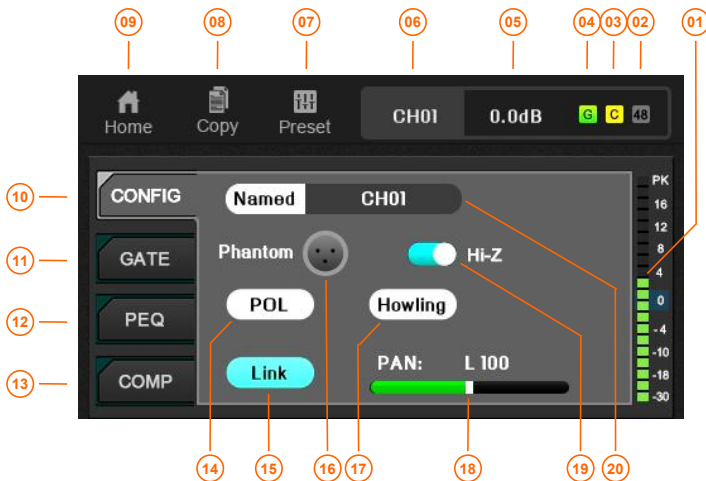 09 08 07 06 05 04 03 02 01
Home Copy Preset CH01 0.0dB G C 48
10 CONFIG Named CH01 PK
16
12
11 GATE Phantom Hi-Z 8
4
12 PEQ POL Howling 0
-4
13 COMP Link PAN: L 100 -10
-18
-30
14 15 16 17 18 19 20